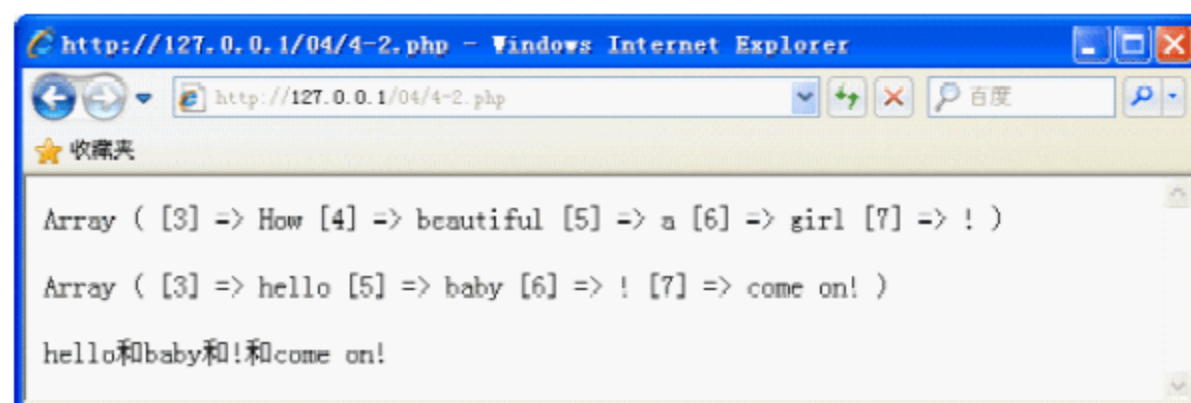 http://127.0.0.1/04/4-2.php - Windows Internet Explorer
http://127.0.0.1/04/4-2.php
百度
收藏夹
Array ( [3] => How [4] => beautiful [5] => a [6] => girl [7] => ! )
Array ( [3] => hello [5] => baby [6] => ! [7] => come on! )
hello和baby和!和come on!